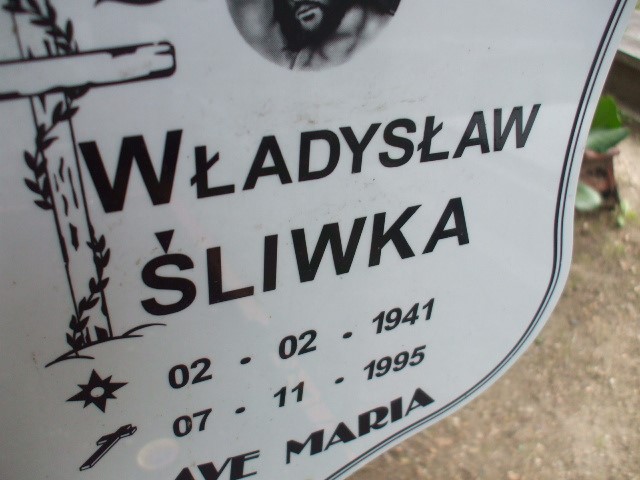 WŁADYSŁAW
ŚLIWKA
02 - 02 - 1941
07 - 11 - 1995
AVE MARIA